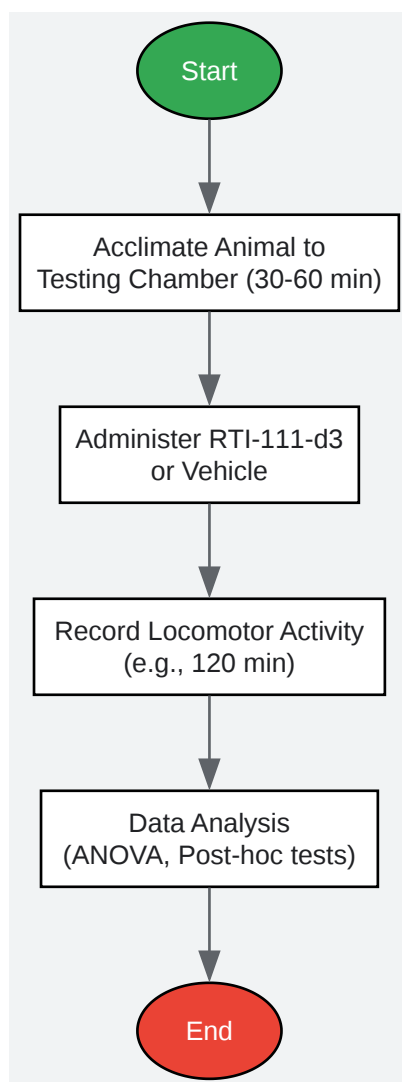 Start
Acclimate Animal to
Testing Chamber (30-60 min)
Administer RTI-111-d3
or Vehicle
Record Locomotor Activity
(e.g., 120 min)
Data Analysis
(ANOVA, Post-hoc tests)
End